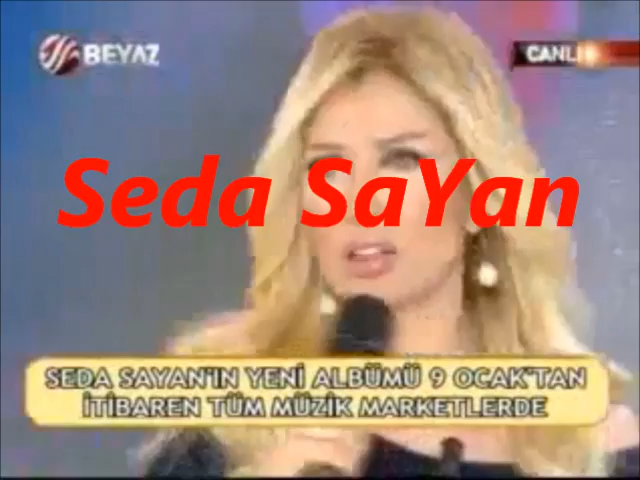 BEYAZ
CANLI
Seda SaYan
SEDA SAYAN'IN YENİ ALBÜMÜ 9 OCAK'TAN
İTİBAREN TÜM MÜZİK MARKETLERDE